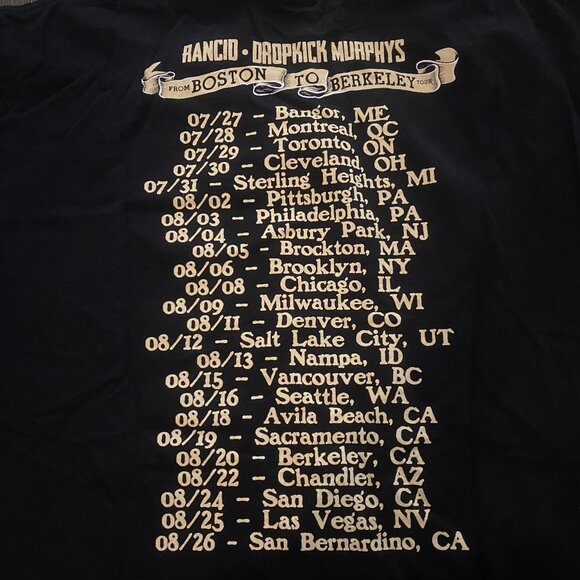 RANCID • DROPKICK MURPHYS
FROM BOSTON TO BERKELEY TOUR
07/27 - Bangor, ME
07/28 - Montreal, QC
07/29 - Toronto, ON
07/30 - Cleveland, OH
07/31 - Sterling Heights, MI
08/02 - Pittsburgh, PA
08/03 - Philadelphia, PA
08/04 - Asbury Park, NJ
08/05 - Brockton, MA
08/06 - Brooklyn, NY
08/08 - Chicago, IL
08/09 - Milwaukee, WI
08/11 - Denver, CO
08/12 - Salt Lake City, UT
08/13 - Nampa, ID
08/15 - Vancouver, BC
08/16 - Seattle, WA
08/18 - Avila Beach, CA
08/19 - Sacramento, CA
08/20 - Berkeley, CA
08/22 - Chandler, AZ
08/24 - San Diego, CA
08/25 - Las Vegas, NV
08/26 - San Bernardino, CA